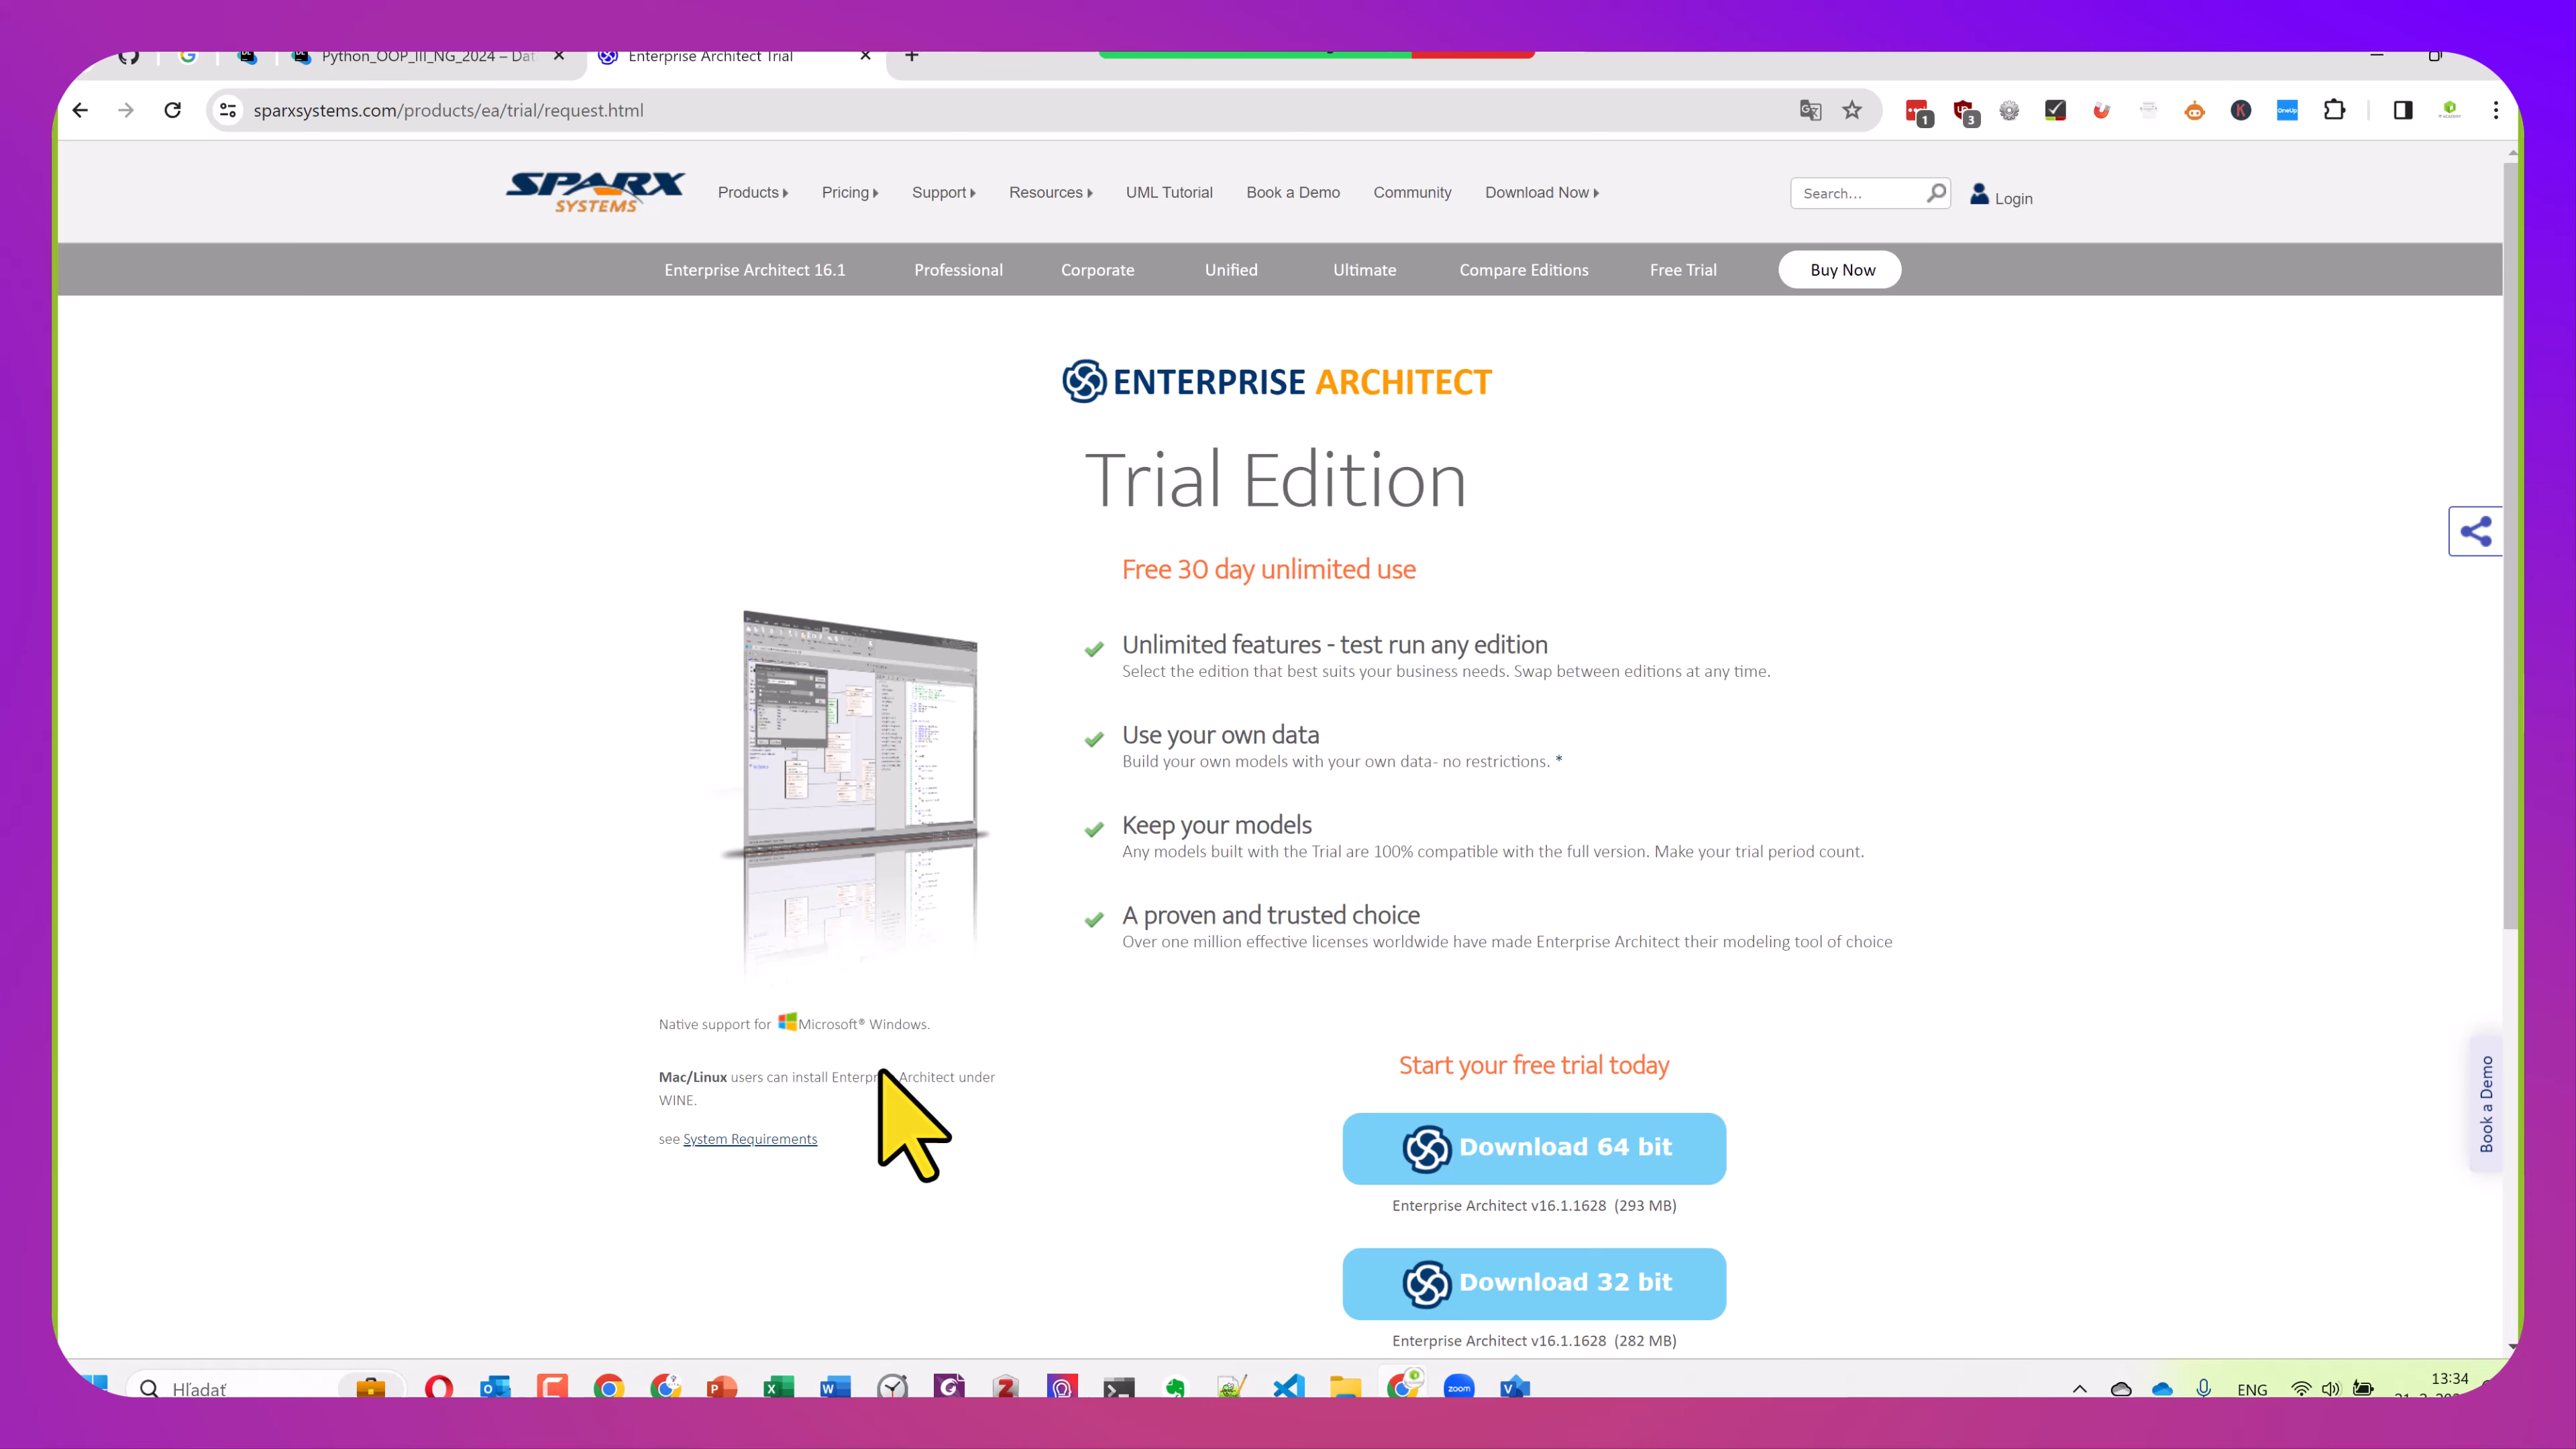 Python_OOP_III_NG_2024 – Dat
Enterprise Architect Trial
sparxsystems.com/products/ea/trial/request.html
1
3
SPARX
SYSTEMS
Products
Pricing
Support
Resources
UML Tutorial
Book a Demo
Community
Download Now
Search...
Login
Enterprise Architect 16.1
Professional
Corporate
Unified
Ultimate
Compare Editions
Free Trial
Buy Now
ENTERPRISE ARCHITECT
Trial Edition
Free 30 day unlimited use
Unlimited features - test run any edition
Select the edition that best suits your business needs. Swap between editions at any time.
Use your own data
Build your own models with your own data- no restrictions. *
Keep your models
Any models built with the Trial are 100% compatible with the full version. Make your trial period count.
A proven and trusted choice
Over one million effective licenses worldwide have made Enterprise Architect their modeling tool of choice
Native support for Microsoft® Windows.
Mac/Linux users can install Enterpr Architect under
WINE.
see System Requirements
Start your free trial today
Download 64 bit
Enterprise Architect v16.1.1628 (293 MB)
Download 32 bit
Enterprise Architect v16.1.1628 (282 MB)
Book a Demo
Hľadať
zoom
ENG
13:34